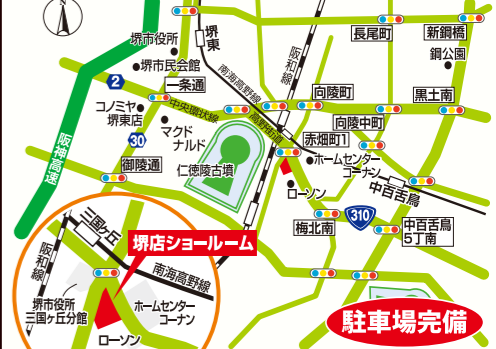 N
堺市役所
堺東
長尾町
新鋼橋
鋼公園
堺市民会館
阪和線
2
一条通
南海高野線
向陵町
黒土南
コノミヤ
堺東店
中央環状線
マクド
ナルド
高野街道
向陵中町
赤畑町1
30
阪神高速
御陵通
仁徳陵古墳
ホームセンター
コーナン
ローソン
中百舌鳥
310
梅北南
中百舌鳥
5丁南
三国ヶ丘
堺店ショールーム
阪和線
南海高野線
堺市役所
三国ヶ丘分館
ホームセンター
コーナン
ローソン
駐車場完備